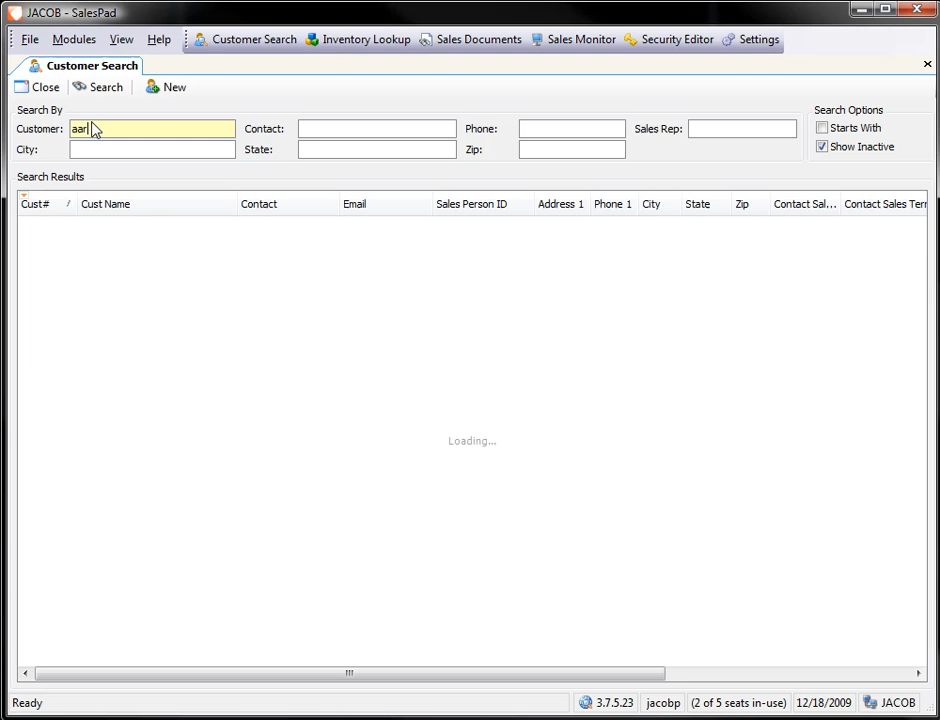 JACOB - SalesPad
File Modules View Help Customer Search Inventory Lookup Sales Documents Sales Monitor Security Editor Settings
Customer Search
Close Search New
Search By Search Options
Customer: aar Contact: Phone: Sales Rep: Starts With
City: State: Zip: Show Inactive
Search Results
Cust# Cust Name Contact Email Sales Person ID Address 1 Phone 1 City State Zip Contact Sal... Contact Sales Terr
Loading...
Ready 3.7.5.23 jacobp (2 of 5 seats in-use) 12/18/2009 JACOB